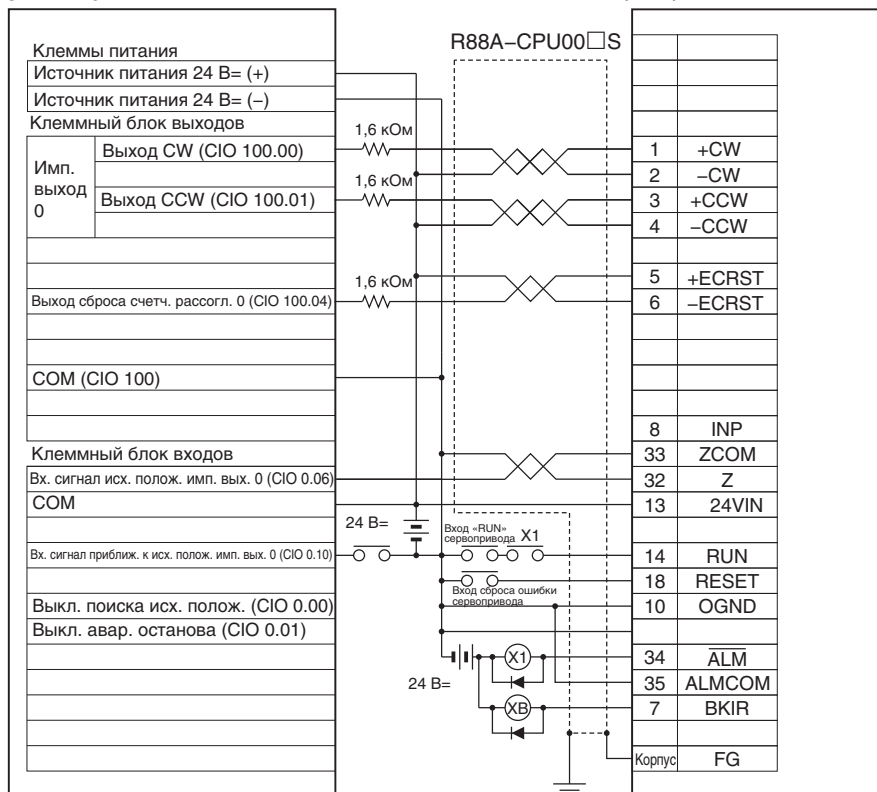 R88A–CPU00□S
Клеммы питания
Источник питания 24 В= (+)
Источник питания 24 В= (–)
Клеммный блок выходов
Имп. выход 0
Выход CW (CIO 100.00)
1,6 кОм
1 +CW
2 –CW
Выход CCW (CIO 100.01)
1,6 кОм
3 +CCW
4 –CCW
5 +ECRST
Выход сброса счетч. рассогл. 0 (CIO 100.04)
1,6 кОм
6 –ECRST
COM (CIO 100)
8 INP
Клеммный блок входов
33 ZCOM
Вх. сигнал исх. полож. имп. вых. 0 (CIO 0.06)
32 Z
COM
13 24VIN
24 В=
Вход «RUN»
сервопривода
X1
Вх. сигнал приближ. к исх. полож. имп. вых. 0 (CIO 0.10)
14 RUN
18 RESET
Вход сброса ошибки
сервопривода
Выкл. поиска исх. полож. (CIO 0.00)
10 OGND
Выкл. авар. останова (CIO 0.01)
X1
34 ALM
24 В=
35 ALMCOM
XB
7 BKIR
Корпус FG